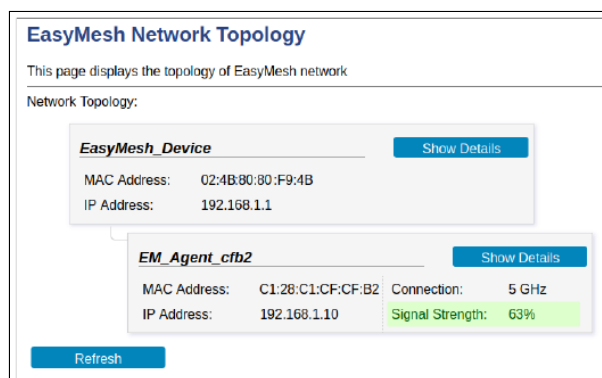 EasyMesh Network Topology
This page displays the topology of EasyMesh network
Network Topology:
EasyMesh_Device Show Details
MAC Address: 02:4B:80:80:F9:4B
IP Address: 192.168.1.1
EM_Agent_cfb2 Show Details
MAC Address: C1:28:C1:CF:CF:B2 Connection: 5 GHz
IP Address: 192.168.1.10 Signal Strength: 63%
Refresh